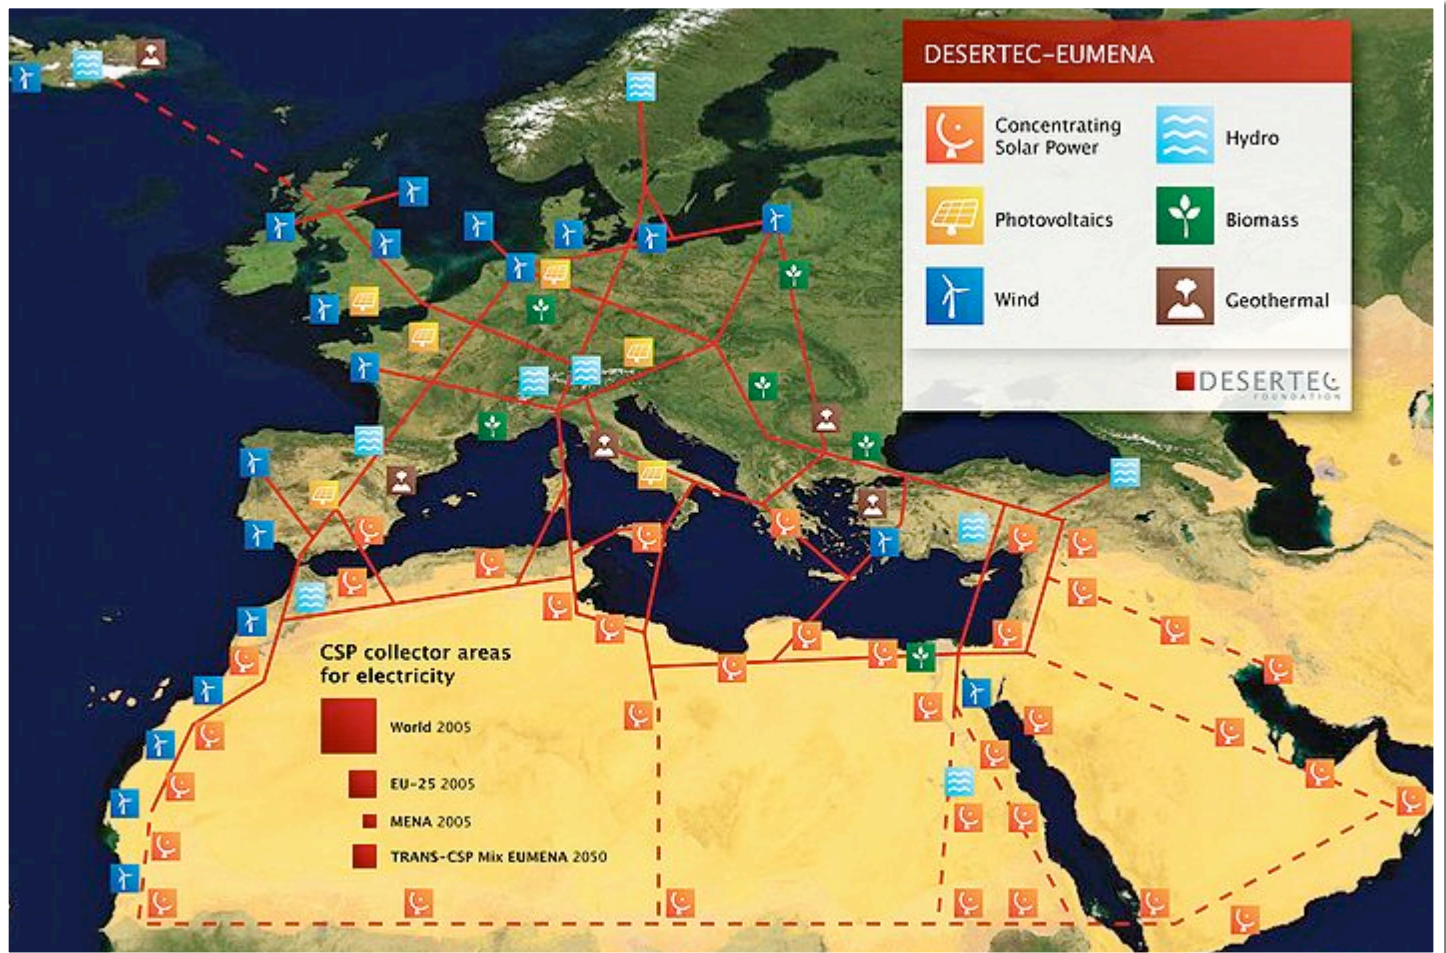 DESERTEC-EUMENA
Concentrating
Solar Power
Hydro
Photovoltaics
Biomass
Wind
Geothermal
DESERTEC
FOUNDATION
CSP collector areas
for electricity
World 2005
EU-25 2005
MENA 2005
TRANS-CSP Mix EUMENA 2050